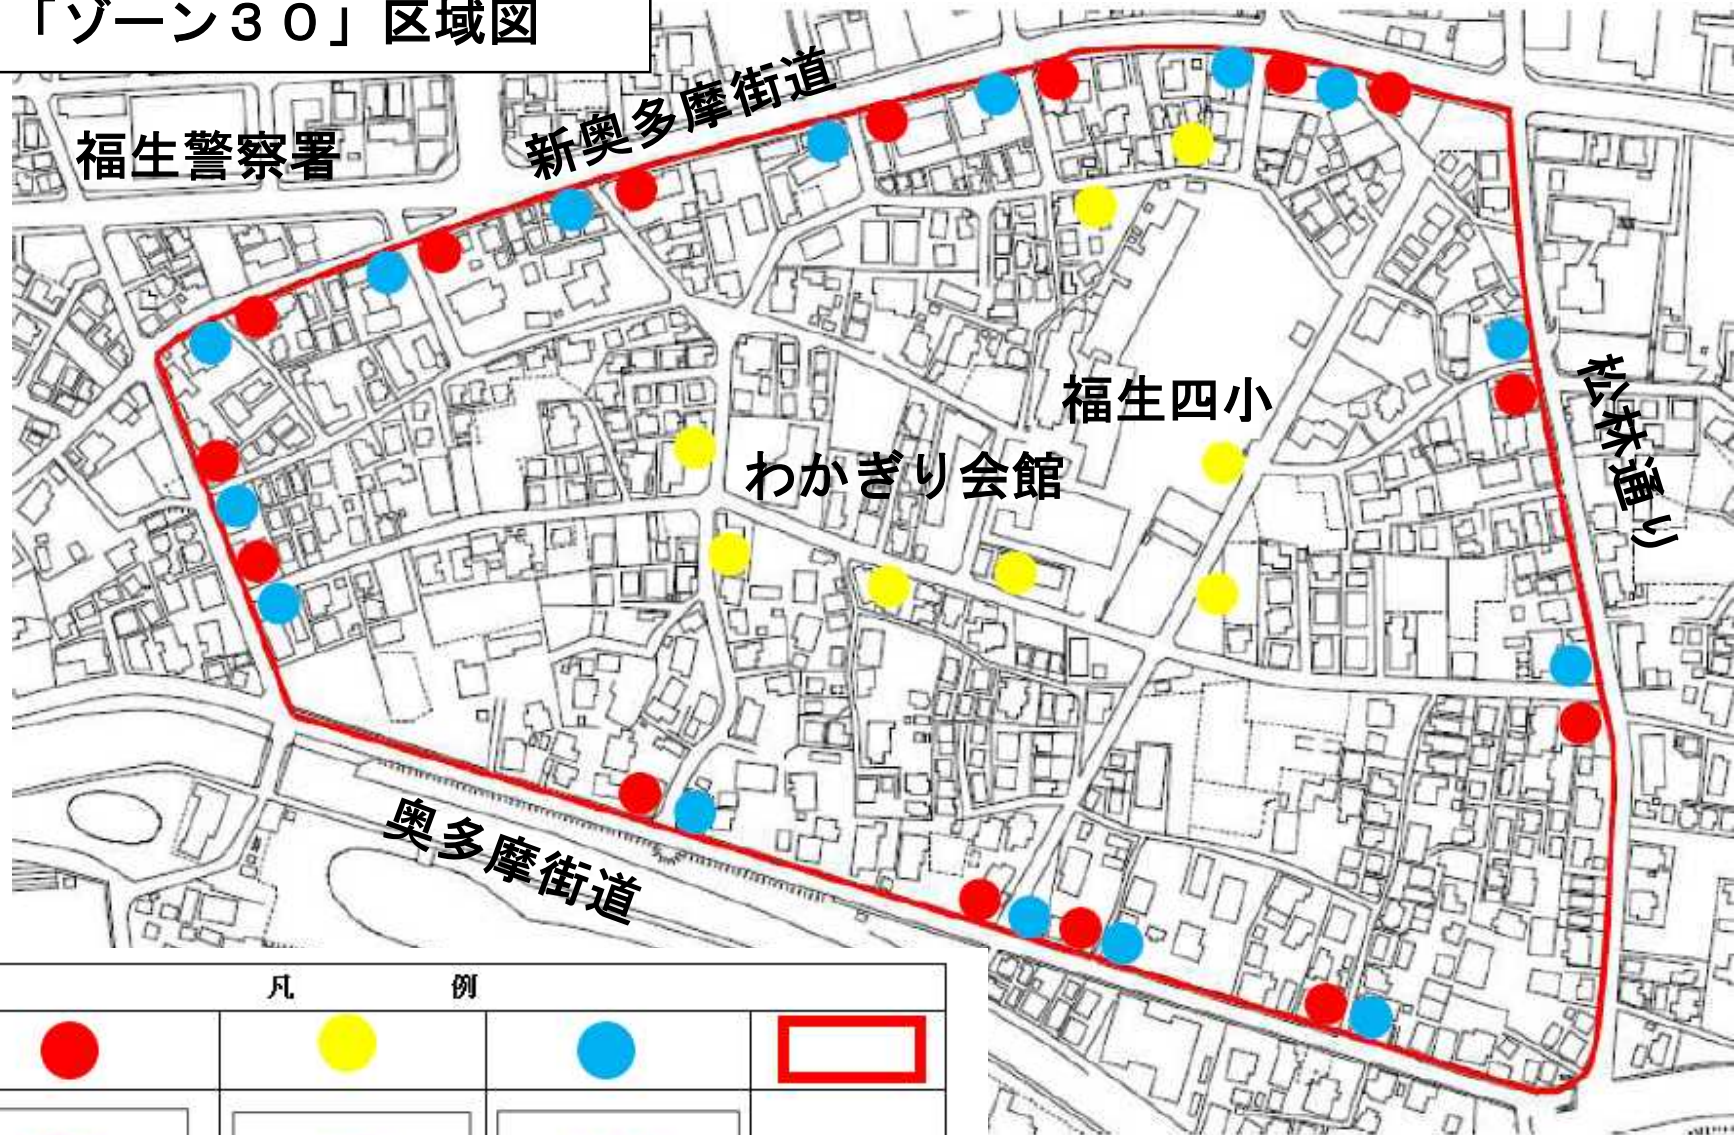 「ゾーン３０」区域図
新奥多摩街道
福生警察署
松林通り
福生四小
わかぎり会館
奥多摩街道
凡 例